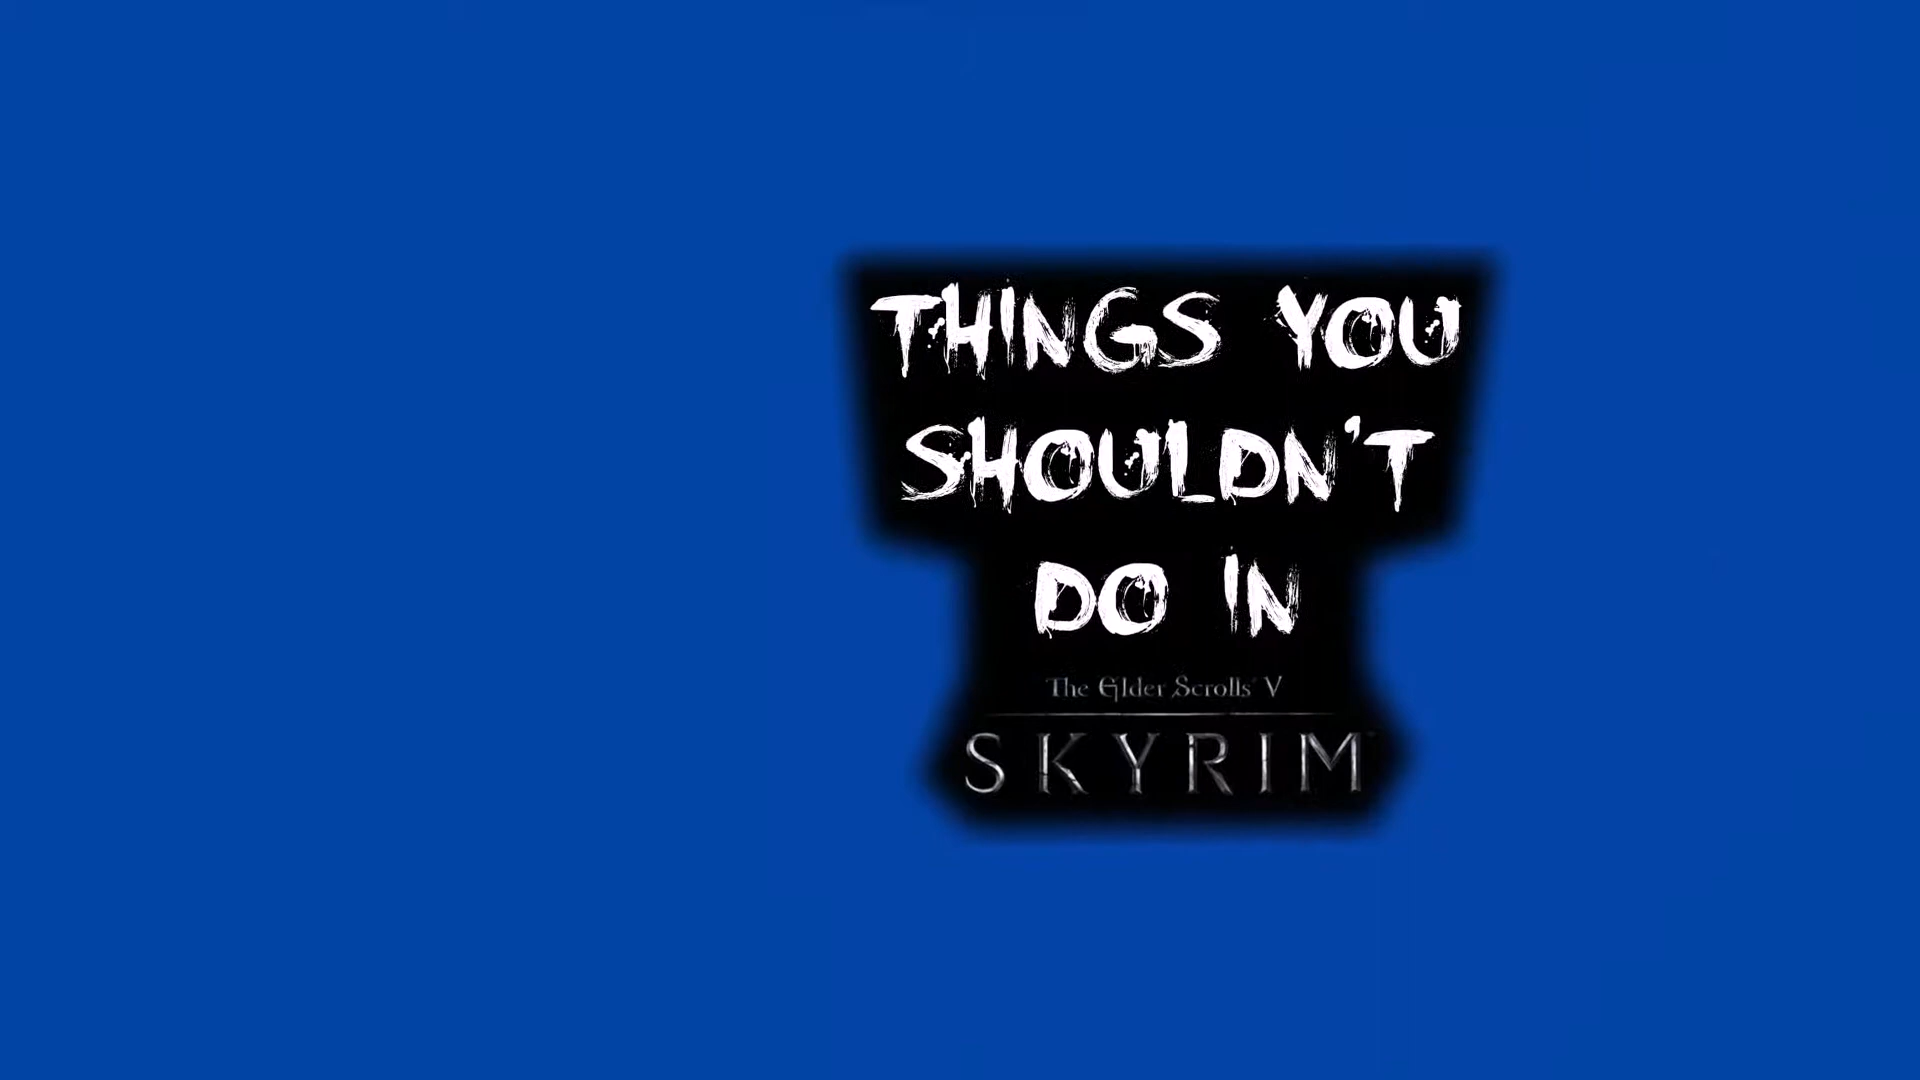 THINGS YOU
SHOULDN'T
DO IN
The Elder Scrolls V
SKYRIM